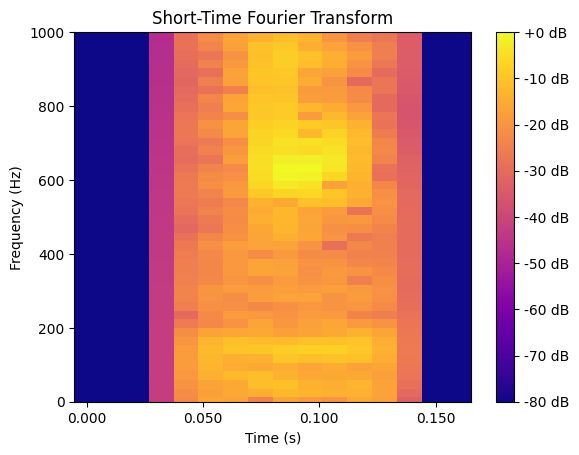 Short-Time Fourier Transform
1000
800
600
400
200
0
Frequency (Hz)
0.000
0.050
0.100
0.150
Time (s)
+0 dB
-10 dB
-20 dB
-30 dB
-40 dB
-50 dB
-60 dB
-70 dB
-80 dB